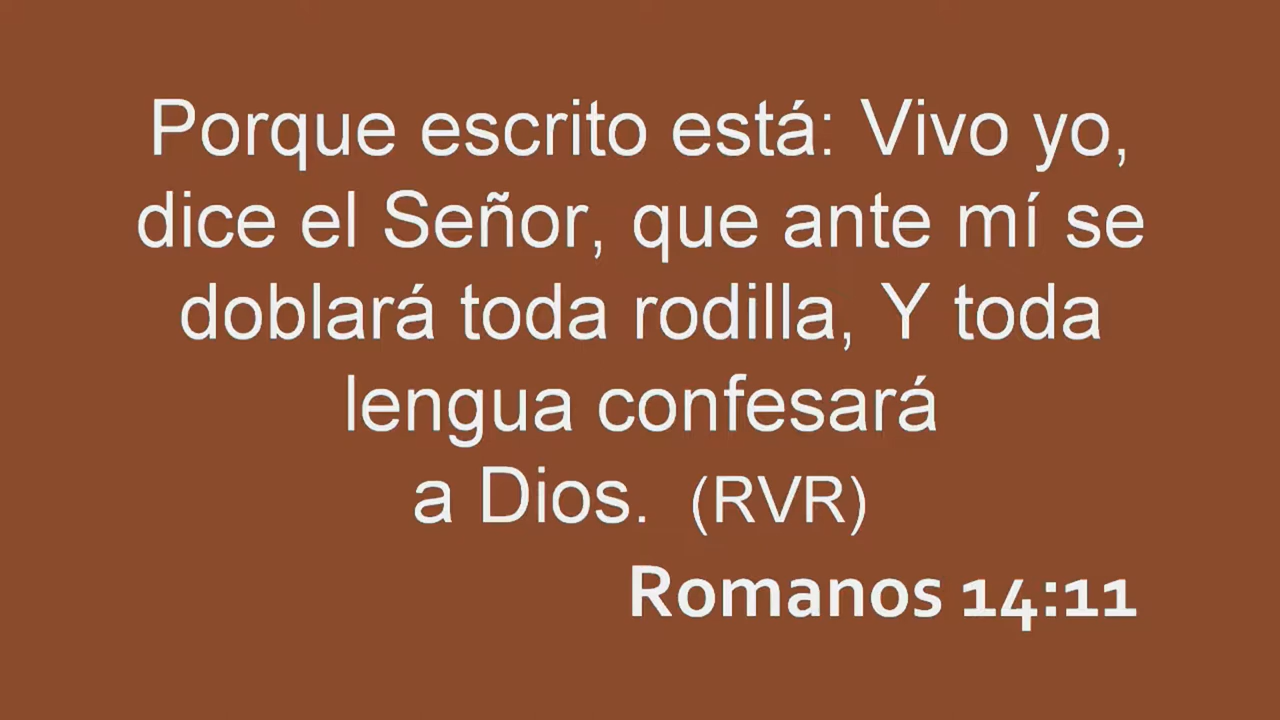 Porque escrito está: Vivo yo,
dice el Señor, que ante mí se
doblará toda rodilla, Y toda
lengua confesará
a Dios. (RVR)
Romanos 14:11